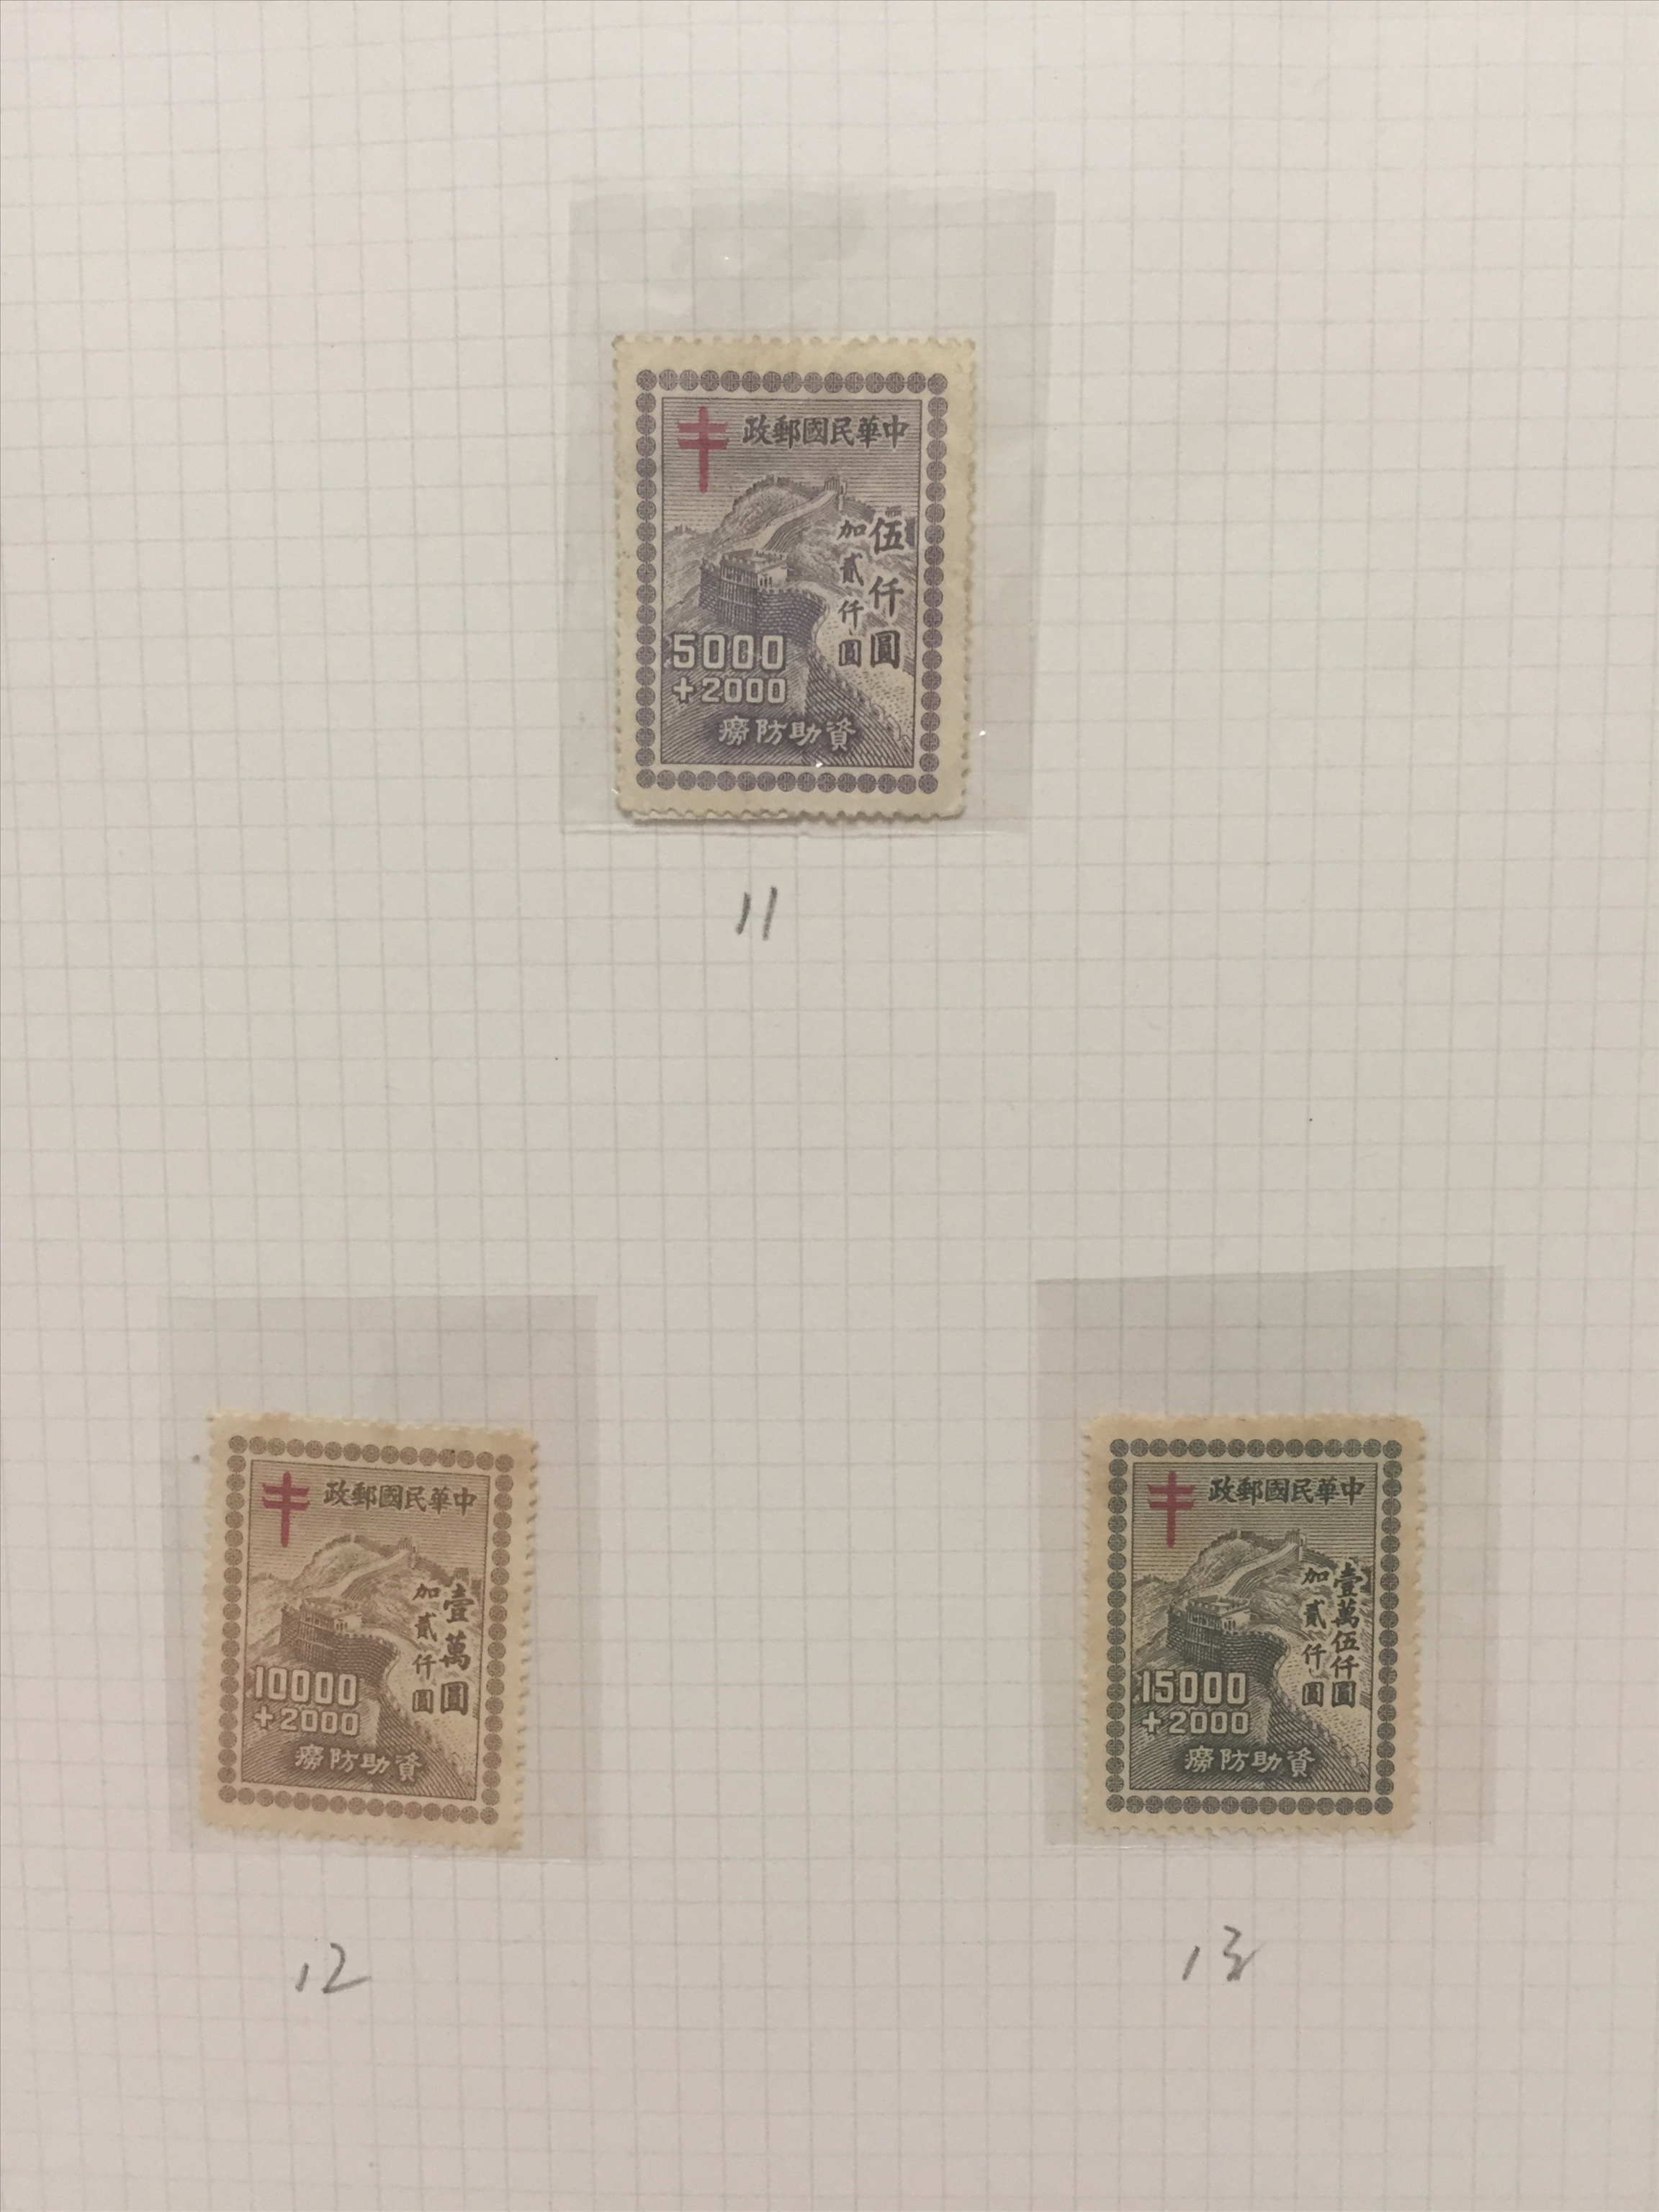 中華民國郵政
伍仟圓
加貳仟圓
5000
+2000
資助防癆
11
中華民國郵政
壹萬圓
加貳仟圓
10000
+2000
資助防癆
12
中華民國郵政
壹萬伍仟圓
加貳仟圓
15000
+2000
資助防癆
13